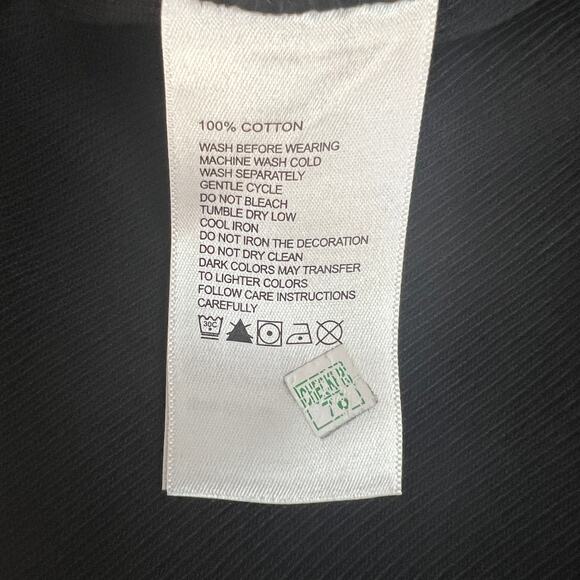 100% COTTON
WASH BEFORE WEARING
MACHINE WASH COLD
WASH SEPARATELY
GENTLE CYCLE
DO NOT BLEACH
TUMBLE DRY LOW
COOL IRON
DO NOT IRON THE DECORATION
DO NOT DRY CLEAN
DARK COLORS MAY TRANSFER
TO LIGHTER COLORS
FOLLOW CARE INSTRUCTIONS
CAREFULLY
30C